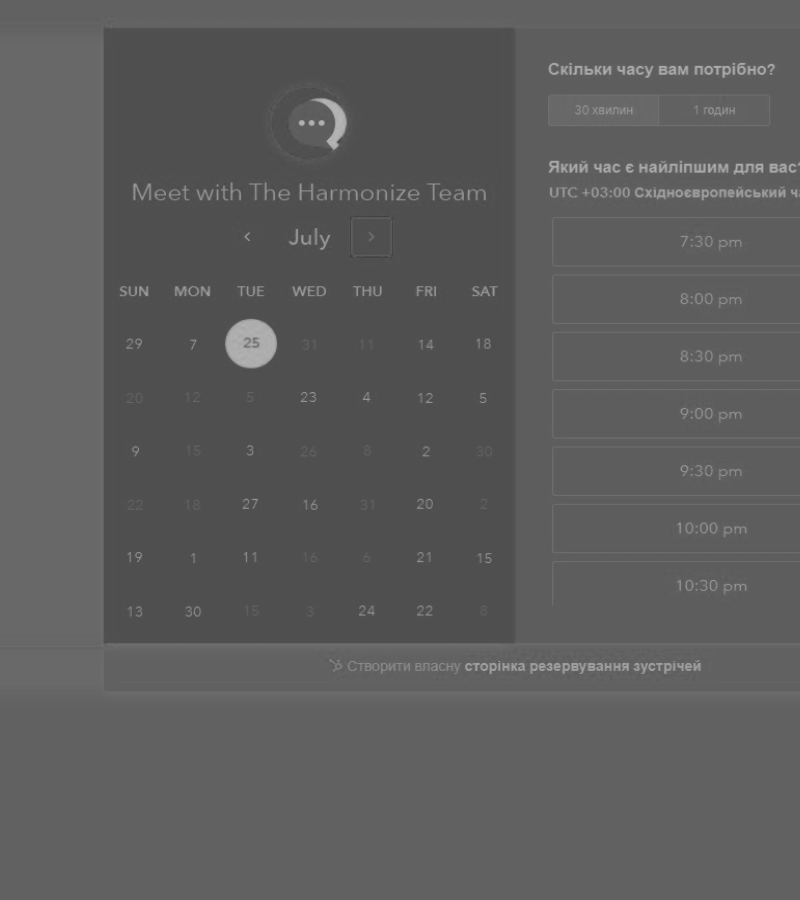 Meet with The Harmonize Team
July
SUN MON TUE WED THU FRI SAT
29 7 25 31 11 14 18
20 12 5 23 4 12 5
9 15 3 26 8 2 30
22 18 27 16 31 20 2
19 1 11 16 6 21 15
13 30 15 3 24 22 8
Скільки часу вам потрібно?
30 хвилин 1 годин
Який час є найліпшим для вас?
UTC +03:00 Східноєвропейський
7:30 pm
8:00 pm
8:30 pm
9:00 pm
9:30 pm
10:00 pm
10:30 pm
Створити власну сторінка резервування зустрічей